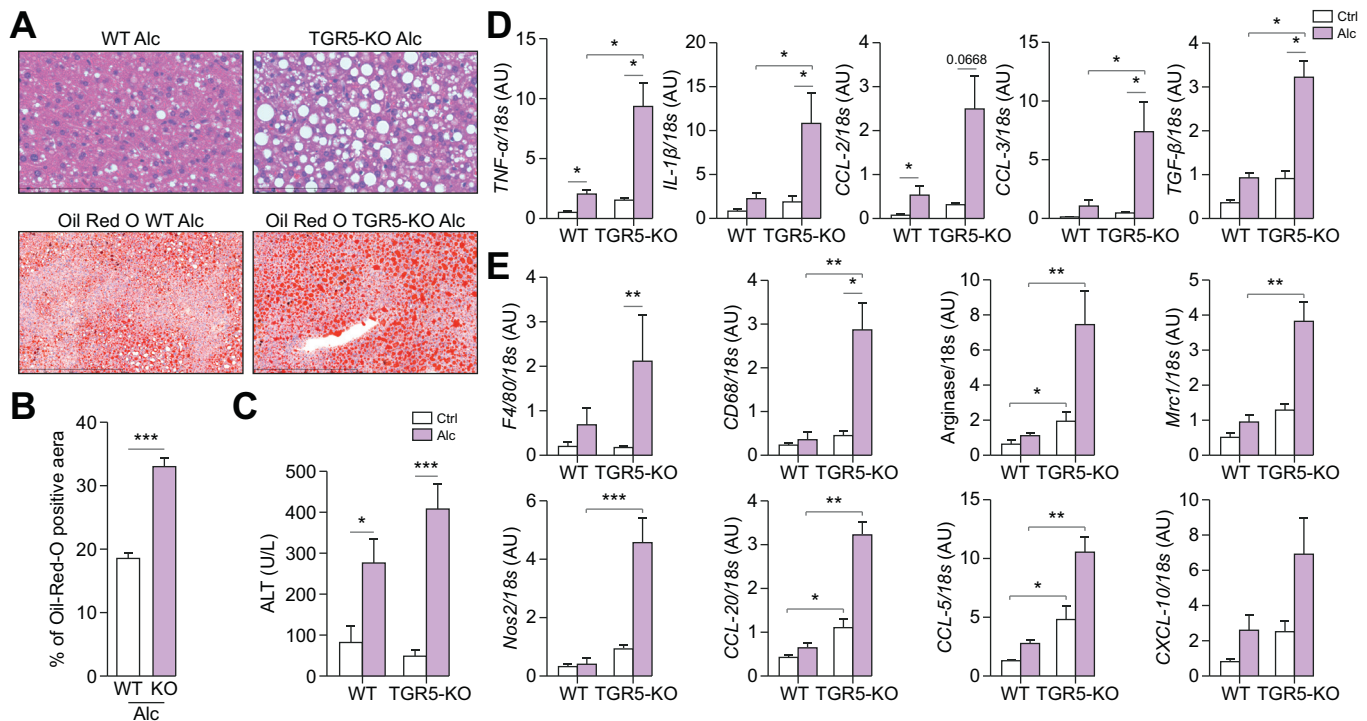 A
WT Alc
TGR5-KO Alc
Oil Red O WT Alc
Oil Red O TGR5-KO Alc
B
% of Oil-Red-O positive aera
40
30
20
10
0
***
WT KO
Alc
C
Ctrl
Alc
ALT (U/L)
500
400
300
200
100
0
*
***
WT TGR5-KO
D
Ctrl
Alc
TNF-α/18s (AU)
15
10
5
0
*
*
*
WT TGR5-KO
IL-1β/18s (AU)
20
15
10
5
0
*
*
WT TGR5-KO
CCL-2/18s (AU)
4
3
2
1
0
*
0.0668
WT TGR5-KO
CCL-3/18s (AU)
15
10
5
0
*
*
WT TGR5-KO
TGF-β/18s (AU)
4
3
2
1
0
*
*
WT TGR5-KO
E
F4/80/18s (AU)
4
3
2
1
0
**
WT TGR5-KO
CD68/18s (AU)
4
3
2
1
0
**
*
WT TGR5-KO
Arginase/18s (AU)
10
8
6
4
2
0
*
**
WT TGR5-KO
Mrc1/18s (AU)
5
4
3
2
1
0
**
WT TGR5-KO
Nos2/18s (AU)
6
4
2
0
***
WT TGR5-KO
CCL-20/18s (AU)
4
3
2
1
0
*
**
WT TGR5-KO
CCL-5/18s (AU)
15
10
5
0
*
**
WT TGR5-KO
CXCL-10/18s (AU)
10
8
6
4
2
0
WT TGR5-KO